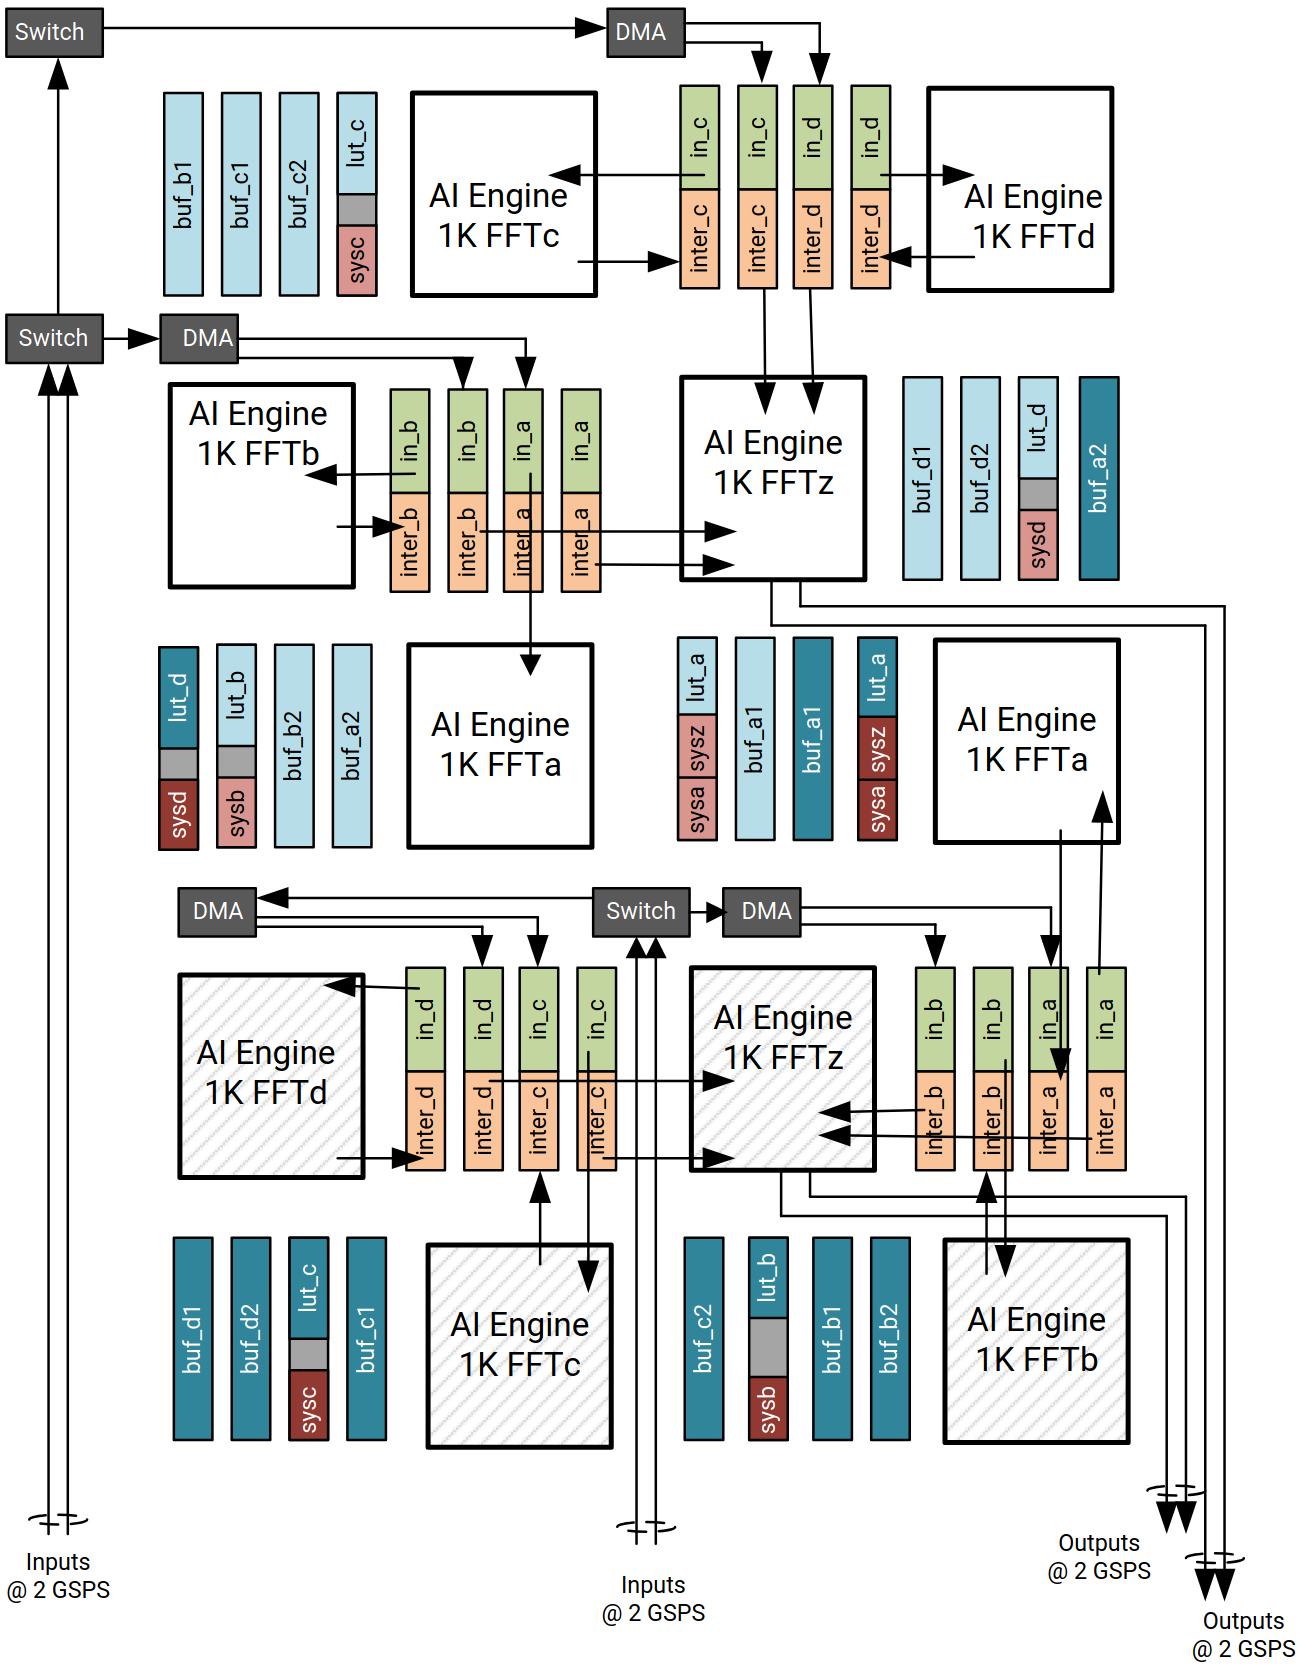 Switch
DMA
buf_b1
buf_c1
buf_c2
lut_c
sysc
AI Engine
1K FFTc
in_c
inter_c
in_c
inter_c
in_d
inter_d
in_d
inter_d
AI Engine
1K FFTd
Switch
DMA
AI Engine
1K FFTb
in_b
inter_b
in_b
inter_b
in_a
inter_a
in_a
inter_a
AI Engine
1K FFTz
buf_d1
buf_d2
lut_d
sysd
buf_a2
lut_d
sysd
lut_b
sysb
buf_b2
buf_a2
AI Engine
1K FFTa
lut_a
sysz
sysa
buf_a1
buf_a1
lut_a
sysz
sysa
AI Engine
1K FFTa
DMA
Switch
DMA
AI Engine
1K FFTd
in_d
inter_d
in_d
inter_d
in_c
inter_c
in_c
inter_c
AI Engine
1K FFTz
in_b
inter_b
in_b
inter_b
in_a
inter_a
in_a
inter_a
buf_d1
buf_d2
lut_c
sysc
buf_c1
AI Engine
1K FFTc
buf_c2
lut_b
sysb
buf_b1
buf_b2
AI Engine
1K FFTb
Inputs
@ 2 GSPS
Inputs
@ 2 GSPS
Outputs
@ 2 GSPS
Outputs
@ 2 GSPS